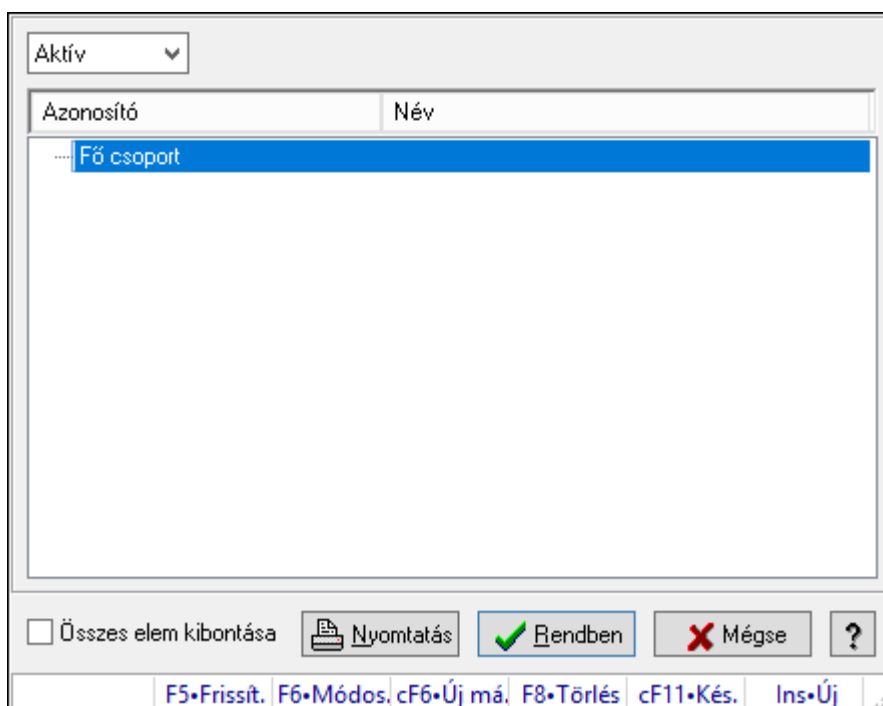 Aktív
Azonosító Név
Fő csoport
Összes elem kibontása Nyomtatás Rendben Mégse ?
F5•Frissít. F6•Módos. cF6•Új má. F8•Törlés cF11•Kés. Ins•Új